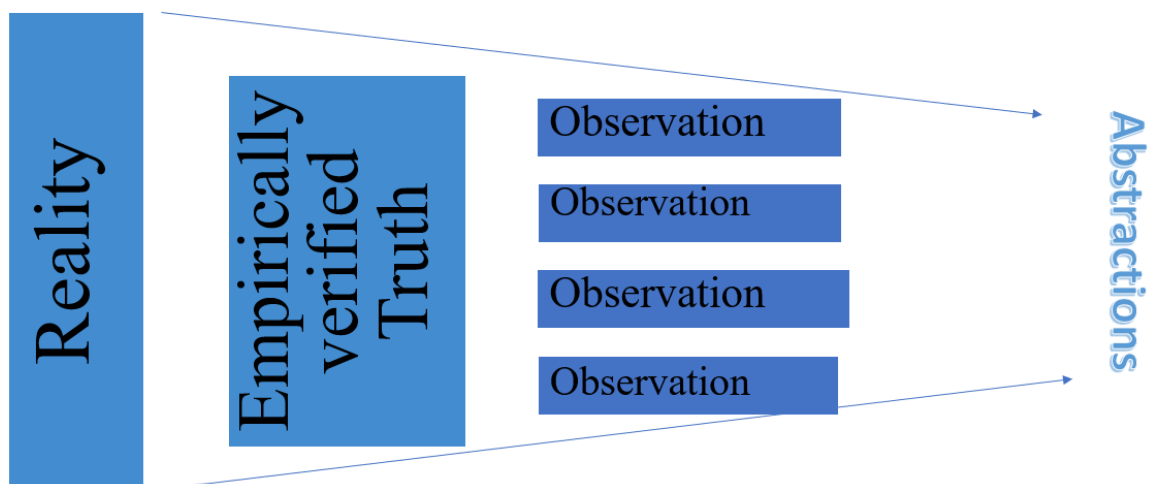 Reality
Empirically
verified
Truth
Observation
Observation
Observation
Observation
Abstractions